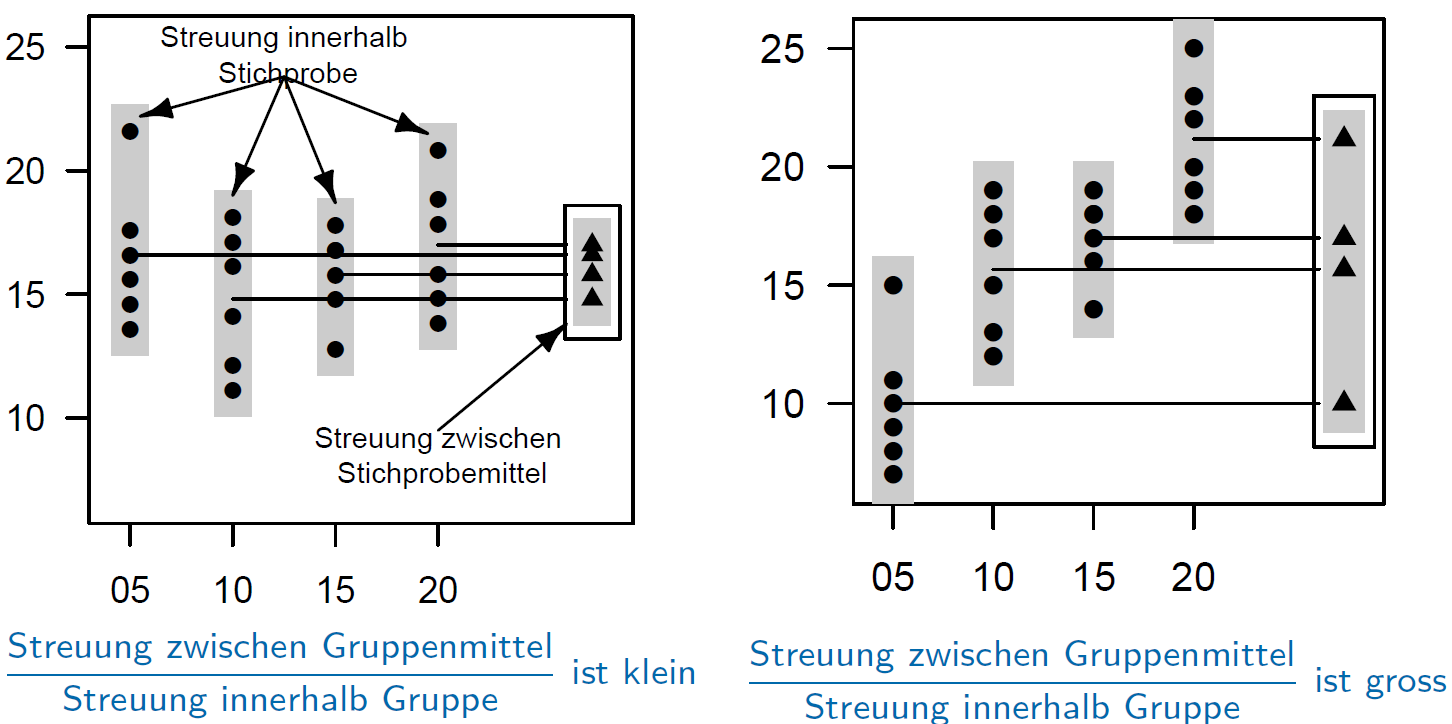 Streuung innerhalb
Stichprobe
25
20
15
10
Streuung zwischen
Stichprobemittel
05 10 15 20
Streuung zwischen Gruppenmittel
Streuung innerhalb Gruppe
ist klein
25
20
15
10
05 10 15 20
Streuung zwischen Gruppenmittel
Streuung innerhalb Gruppe
ist gross